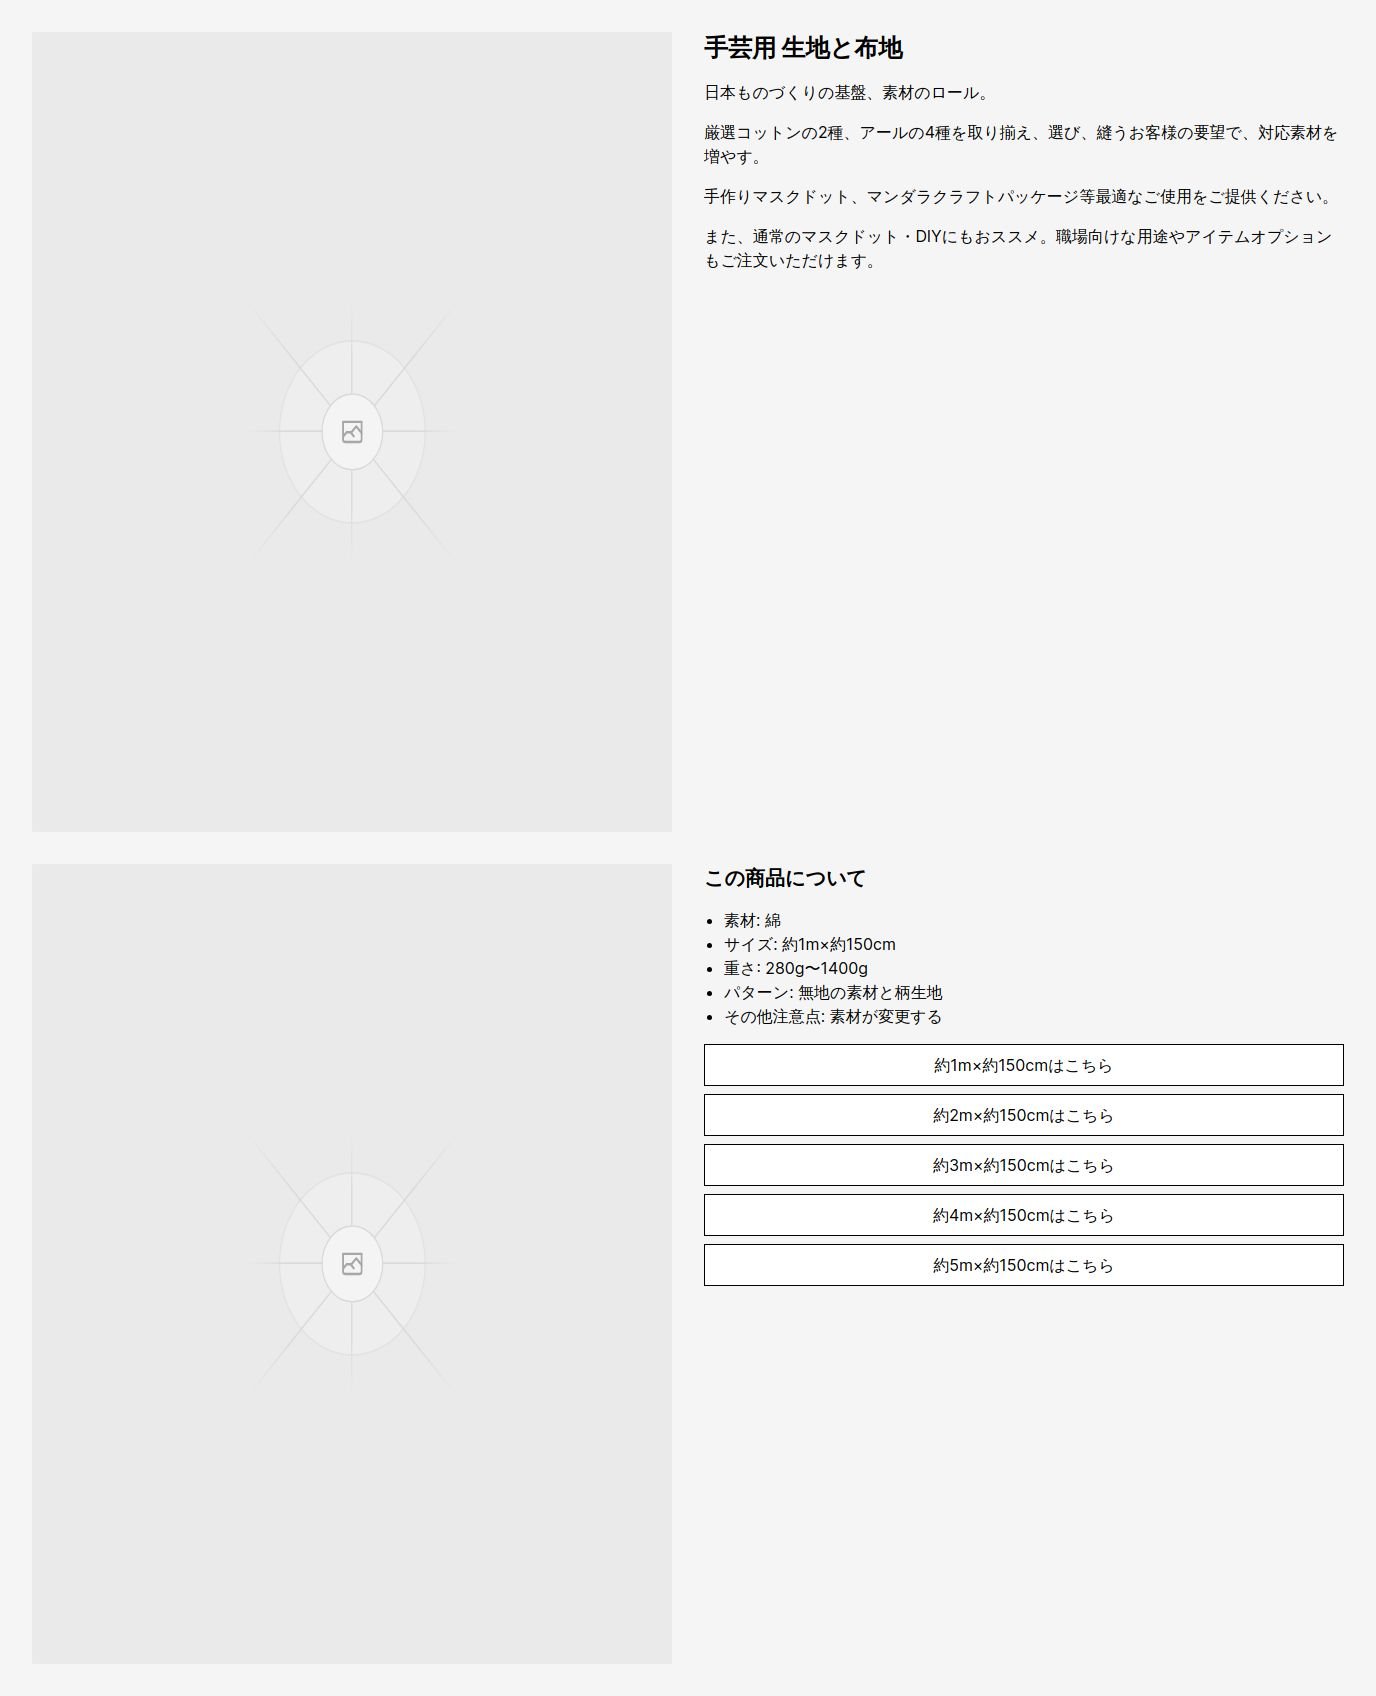 手芸用 生地と布地
日本ものづくりの基盤、素材のロール。
厳選コットンの2種、アールの4種を取り揃え、選び、縫うお客様の要望で、対応素材を
増やす。
手作りマスクドット、マンダラクラフトパッケージ等最適なご使用をご提供ください。
また、通常のマスクドット・DIYにもおススメ。職場向けな用途やアイテムオプション
もご注文いただけます。
この商品について
• 素材: 綿
• サイズ: 約1m×約150cm
• 重さ: 280g〜1400g
• パターン: 無地の素材と柄生地
• その他注意点: 素材が変更する
約1m×約150cmはこちら
約2m×約150cmはこちら
約3m×約150cmはこちら
約4m×約150cmはこちら
約5m×約150cmはこちら